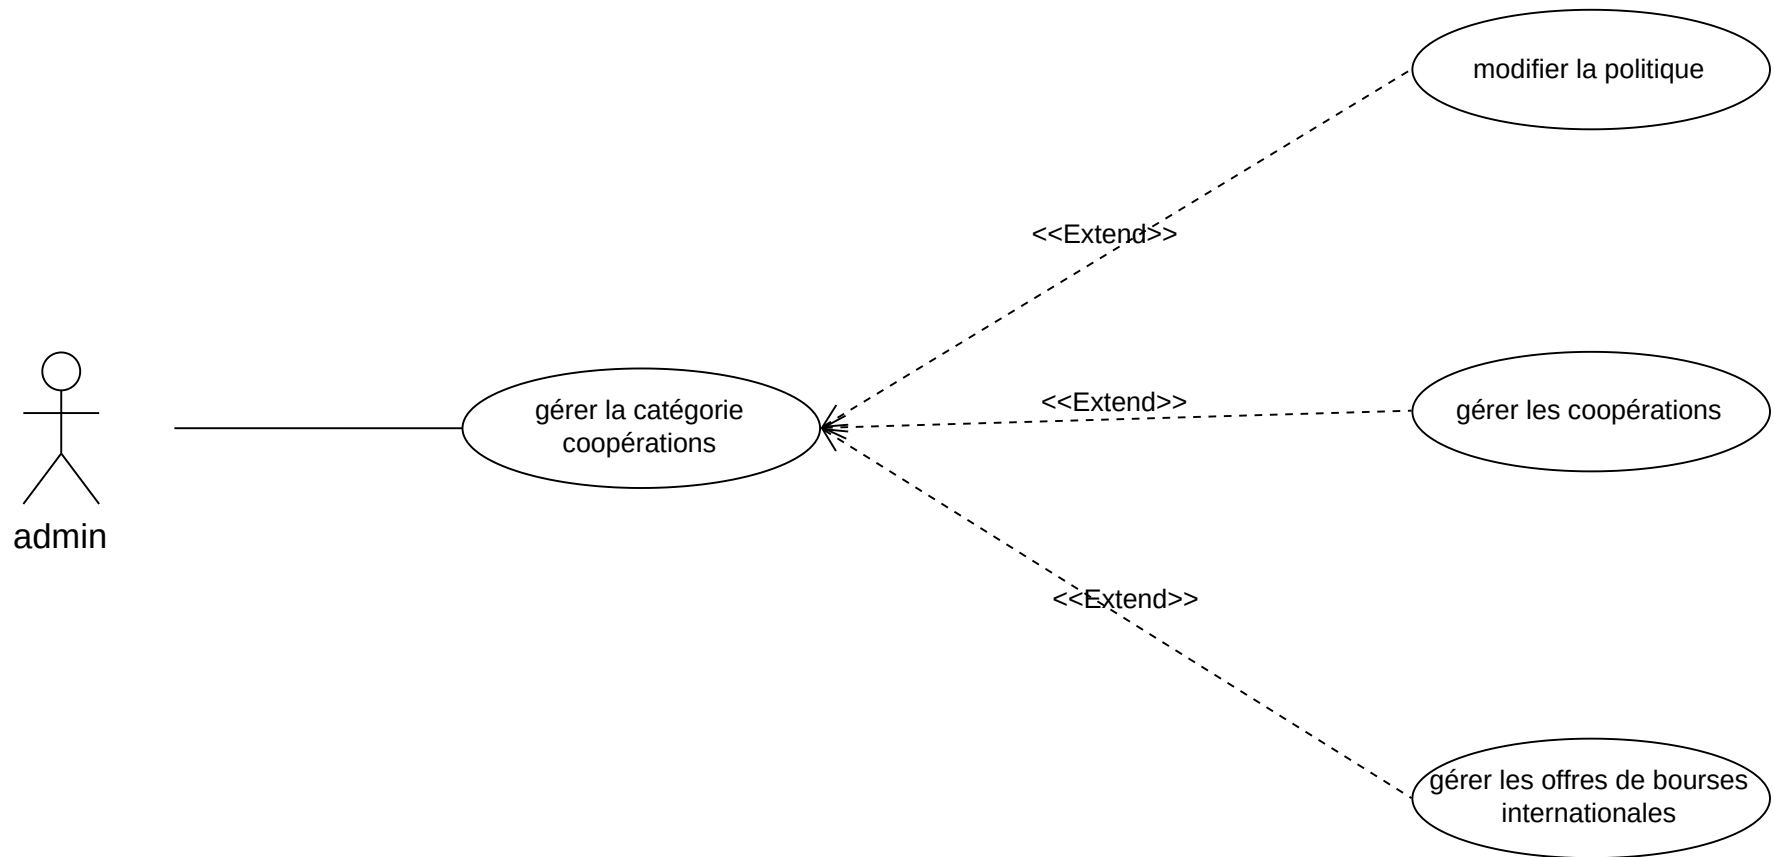 modifier la politique
<<Extend>>
<<Extend>>
gérer la catégorie
coopérations
gérer les coopérations
admin
<<Extend>>
gérer les offres de bourses
internationales